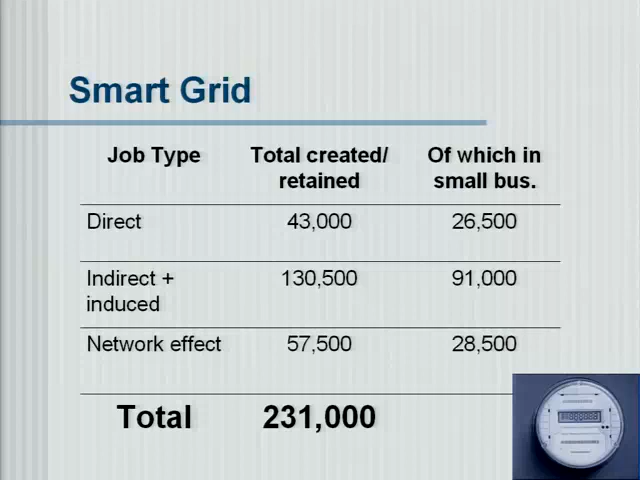 Smart Grid
Job Type Total created/ Of which in
retained small bus.
Direct 43,000 26,500
Indirect + 130,500 91,000
induced
Network effect 57,500 28,500
Total 231,000